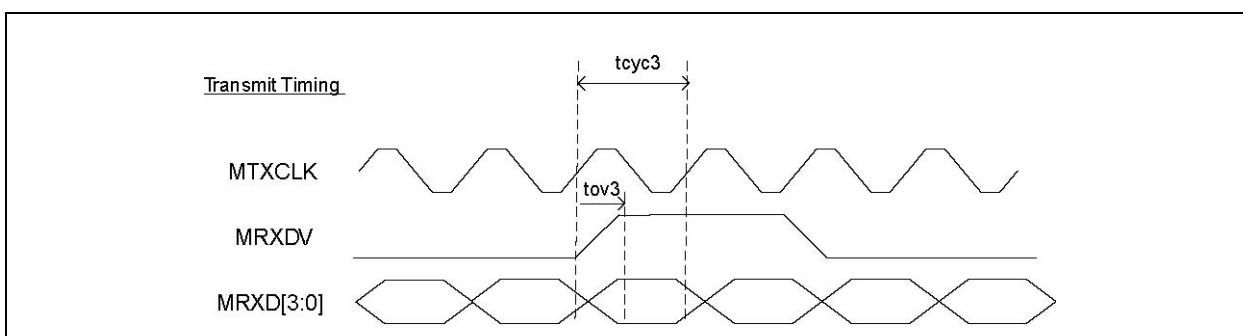 tcyc3
Transmit Timing
MTXCLK
tov3
MRXDV
MRXD[3:0]